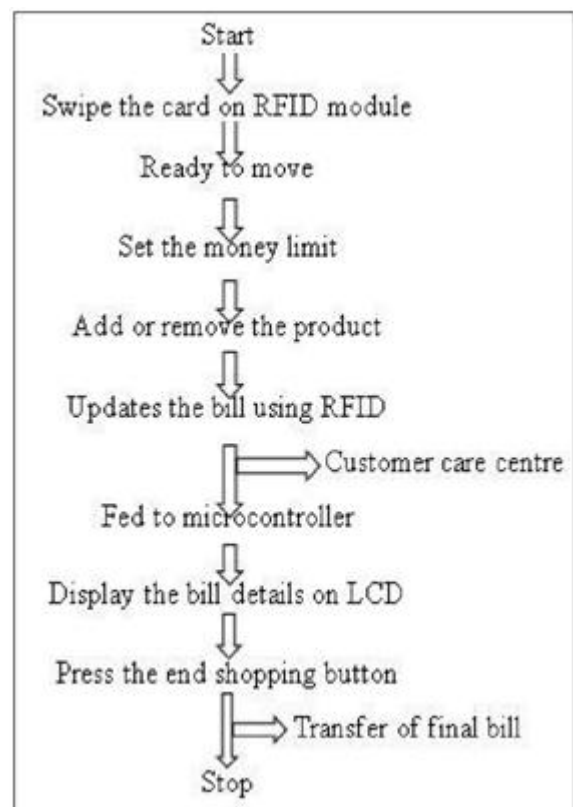 Start
Swipe the card on RFID module
Ready to move
Set the money limit
Add or remove the product
Updates the bill using RFID
Customer care centre
Fed to microcontroller
Display the bill details on LCD
Press the end shopping button
Transfer of final bill
Stop